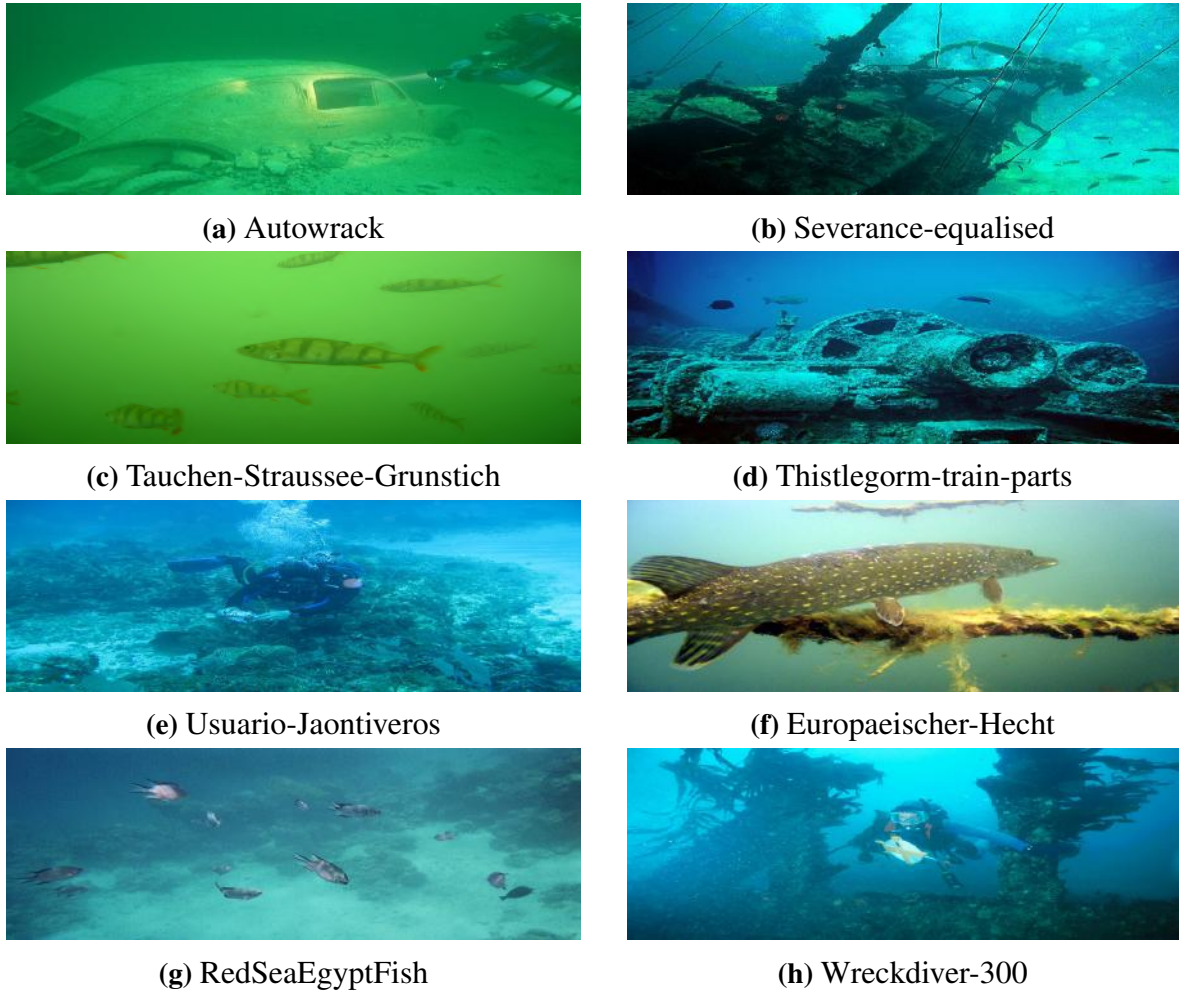 (a) Autowrack
(b) Severance-equalised
(c) Tauchen-Straussee-Grunstich
(d) Thistlegorm-train-parts
(e) Usuario-Jaontiveros
(f) Europaeischer-Hecht
(g) RedSeaEgyptFish
(h) Wreckdiver-300